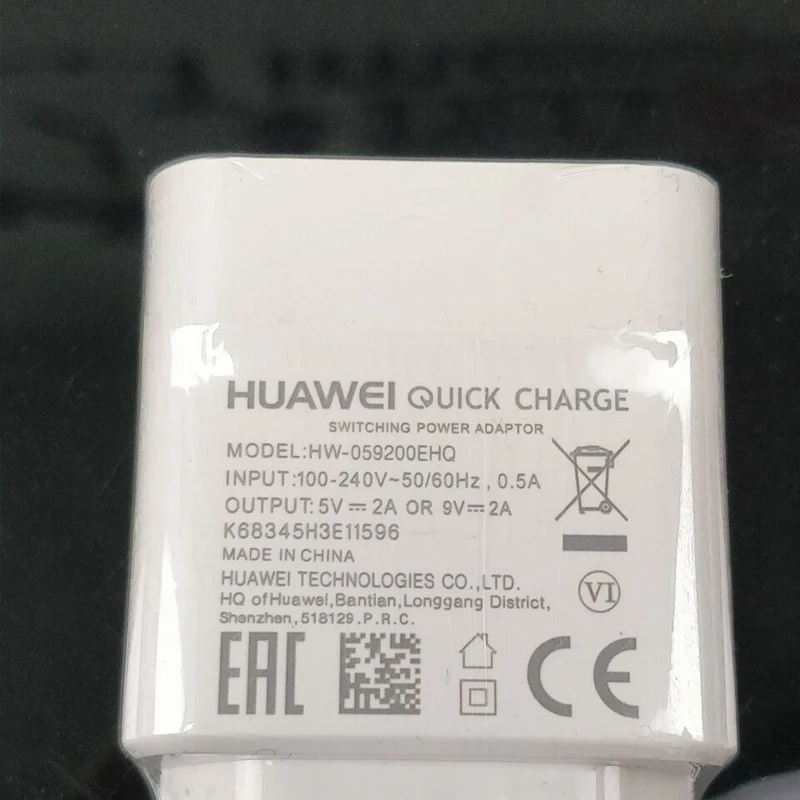 HUAWEI QUICK CHARGE
SWITCHING POWER ADAPTOR
MODEL:HW-059200EHQ
INPUT:100-240V~50/60Hz , 0.5A
OUTPUT:5V ⎓ 2A OR 9V⎓2A
K68345H3E11596
MADE IN CHINA
HUAWEI TECHNOLOGIES CO.,LTD.
HQ ofHuawei,Bantian,Longgang District,
Shenzhen,518129.P.R.C.
VI
EAC
CE